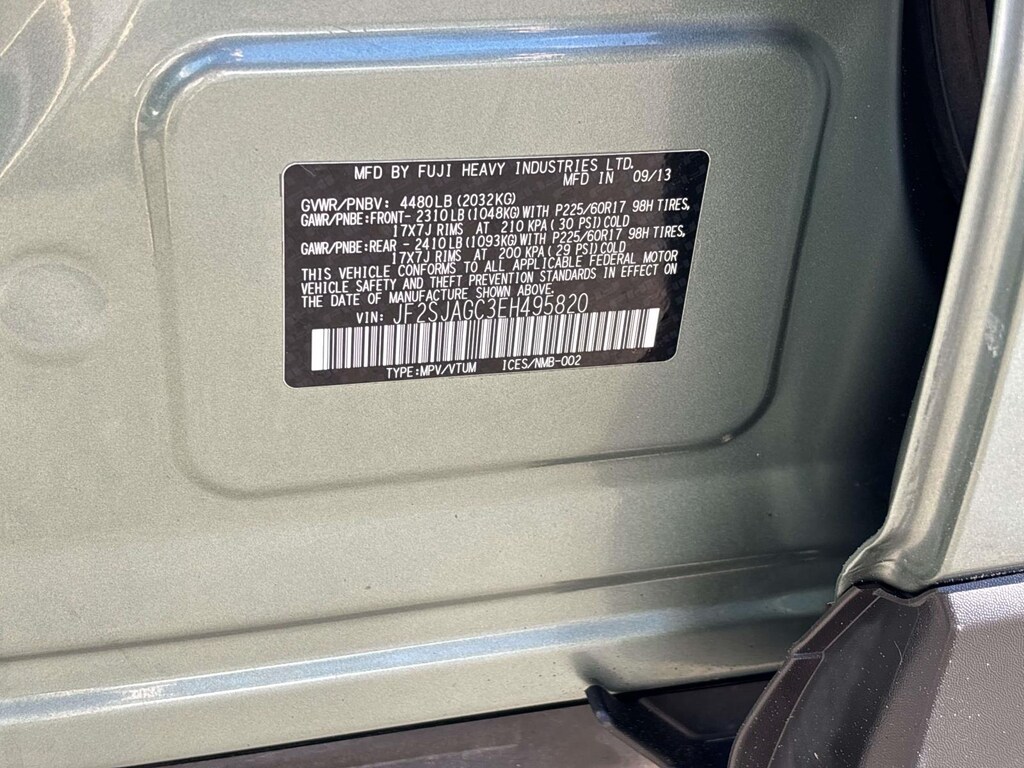 MFD BY FUJI HEAVY INDUSTRIES LTD.
MFD IN 09/13
GVWR/PNBV: 4480LB (2032KG)
GAWR/PNBE:FRONT- 2310LB (1048KG) WITH P225/60R17 98H TIRES,
17X7J RIMS AT 210 KPA (30 PSI) COLD
GAWR/PNBE:REAR - 2410LB (1093KG) WITH P225/60R17 98H TIRES,
17X7J RIMS AT 200 KPA (29 PSI) COLD
THIS VEHICLE CONFORMS TO ALL APPLICABLE FEDERAL MOTOR
VEHICLE SAFETY AND THEFT PREVENTION STANDARDS IN EFFECT ON
THE DATE OF MANUFACTURE SHOWN ABOVE.
VIN: JF2SJAGC3EH495820
TYPE:MPV/VTUM ICES/NMB-002